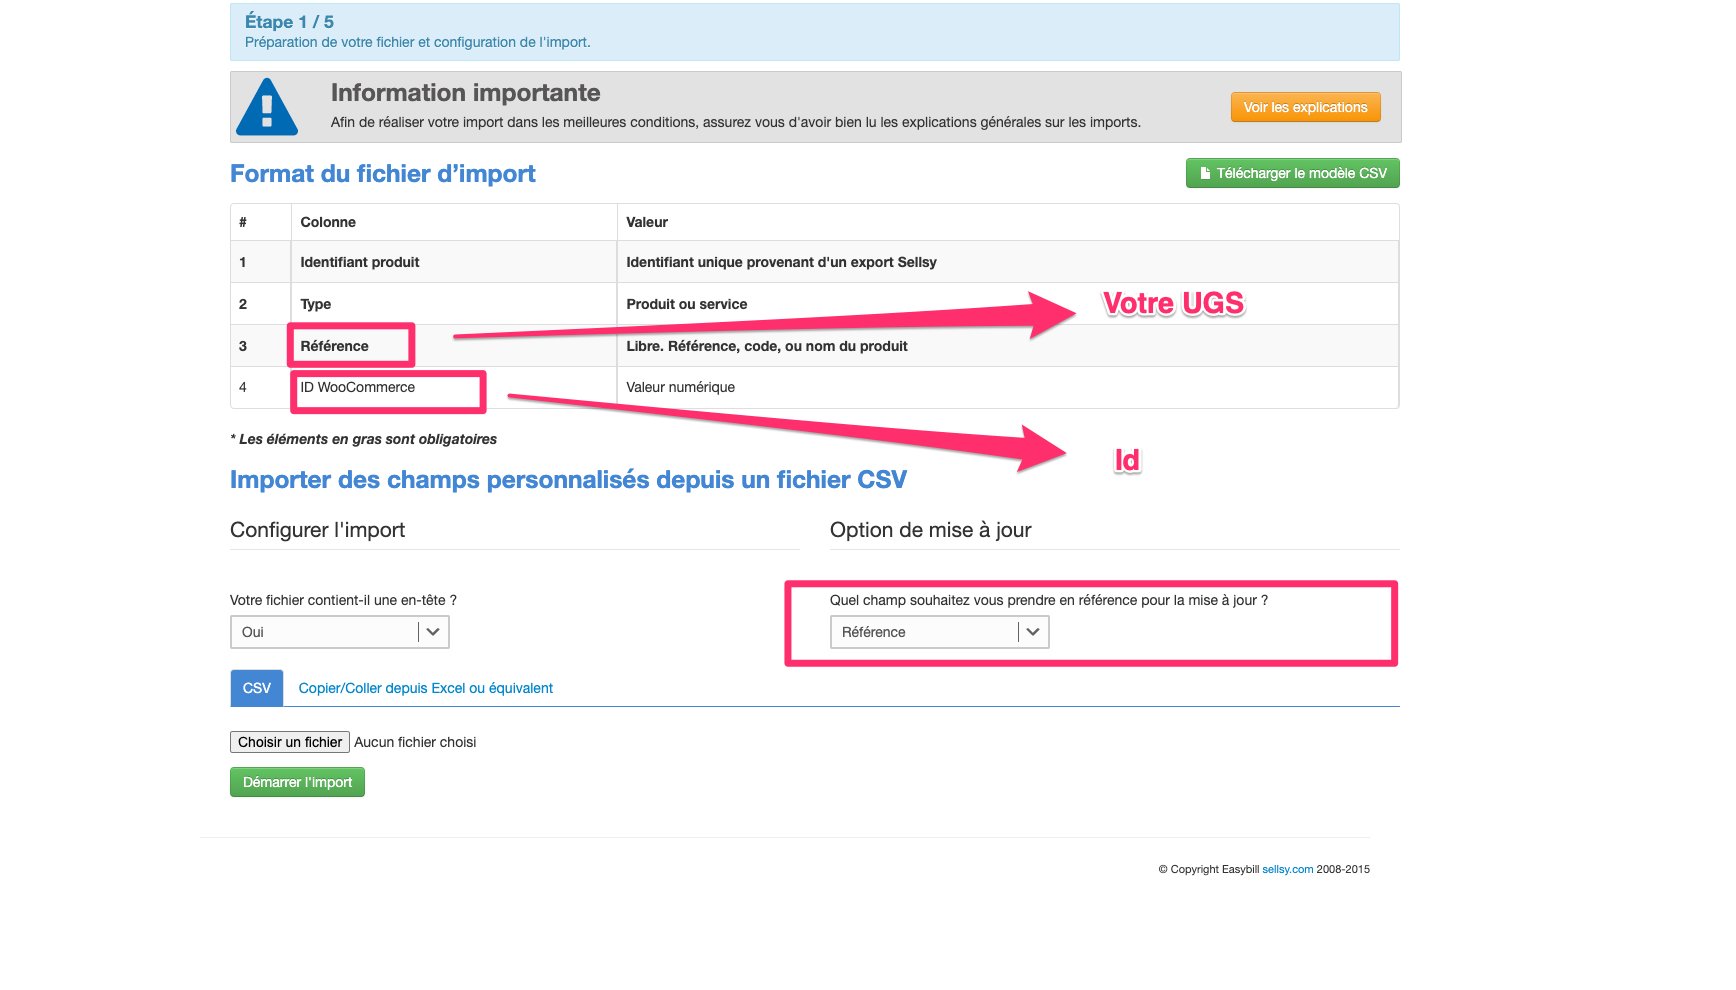 Étape 1 / 5
Préparation de votre fichier et configuration de l'import.
Information importante
Afin de réaliser votre import dans les meilleures conditions, assurez vous d'avoir bien lu les explications générales sur les imports.
Voir les explications
Format du fichier d’import
Télécharger le modèle CSV
# Colonne Valeur
1 Identifiant produit Identifiant unique provenant d'un export Sellsy
2 Type Produit ou service
Votre UGS
3 Référence Libre. Référence, code, ou nom du produit
4 ID WooCommerce Valeur numérique
* Les éléments en gras sont obligatoires
Id
Importer des champs personnalisés depuis un fichier CSV
Configurer l'import
Option de mise à jour
Votre fichier contient-il une en-tête ?
Oui
Quel champ souhaitez vous prendre en référence pour la mise à jour ?
Référence
CSV
Copier/Coller depuis Excel ou équivalent
Choisir un fichier Aucun fichier choisi
Démarrer l'import
© Copyright Easybill sellsy.com 2008-2015